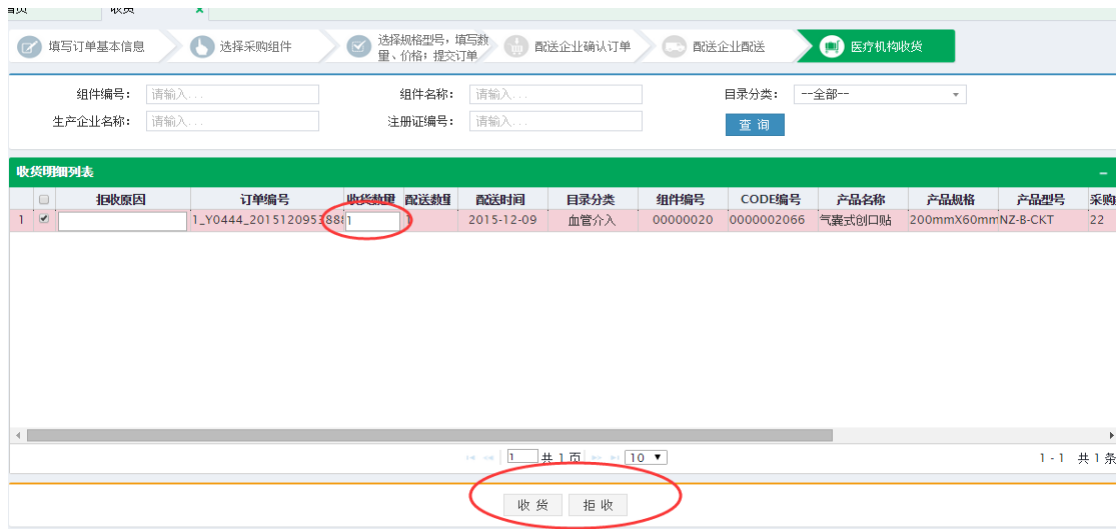 首页 收货 x
填写订单基本信息 选择采购组件 选择规格型号，填写数量、价格；提交订单 配送企业确认订单 配送企业配送 医疗机构收货
组件编号： 请输入... 组件名称： 请输入... 目录分类： --全部--
生产企业名称： 请输入... 注册证编号： 请输入... 查 询
收货明细列表
拒收原因 订单编号 收货数量 配送数量 配送时间 目录分类 组件编号 CODE编号 产品名称 产品规格 产品型号
1 1 2015-12-09 血管介入 00000020 0000002066 气囊式创口贴 200mmX60mm NZ-B-CKT 22
1 共 1 页 10 1 - 1 共 1 条
收 货 拒 收